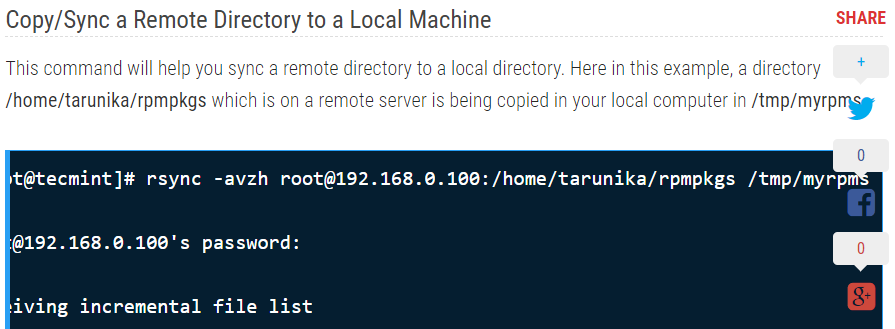 Copy/Sync a Remote Directory to a Local Machine
SHARE
This command will help you sync a remote directory to a local directory. Here in this example, a directory
+
/home/tarunika/rpmpkgs which is on a remote server is being copied in your local computer in /tmp/myrpms
0
t@tecmint]# rsync -avzh root@192.168.0.100:/home/tarunika/rpmpkgs /tmp/myrpms
@192.168.0.100's password:
0
eiving incremental file list